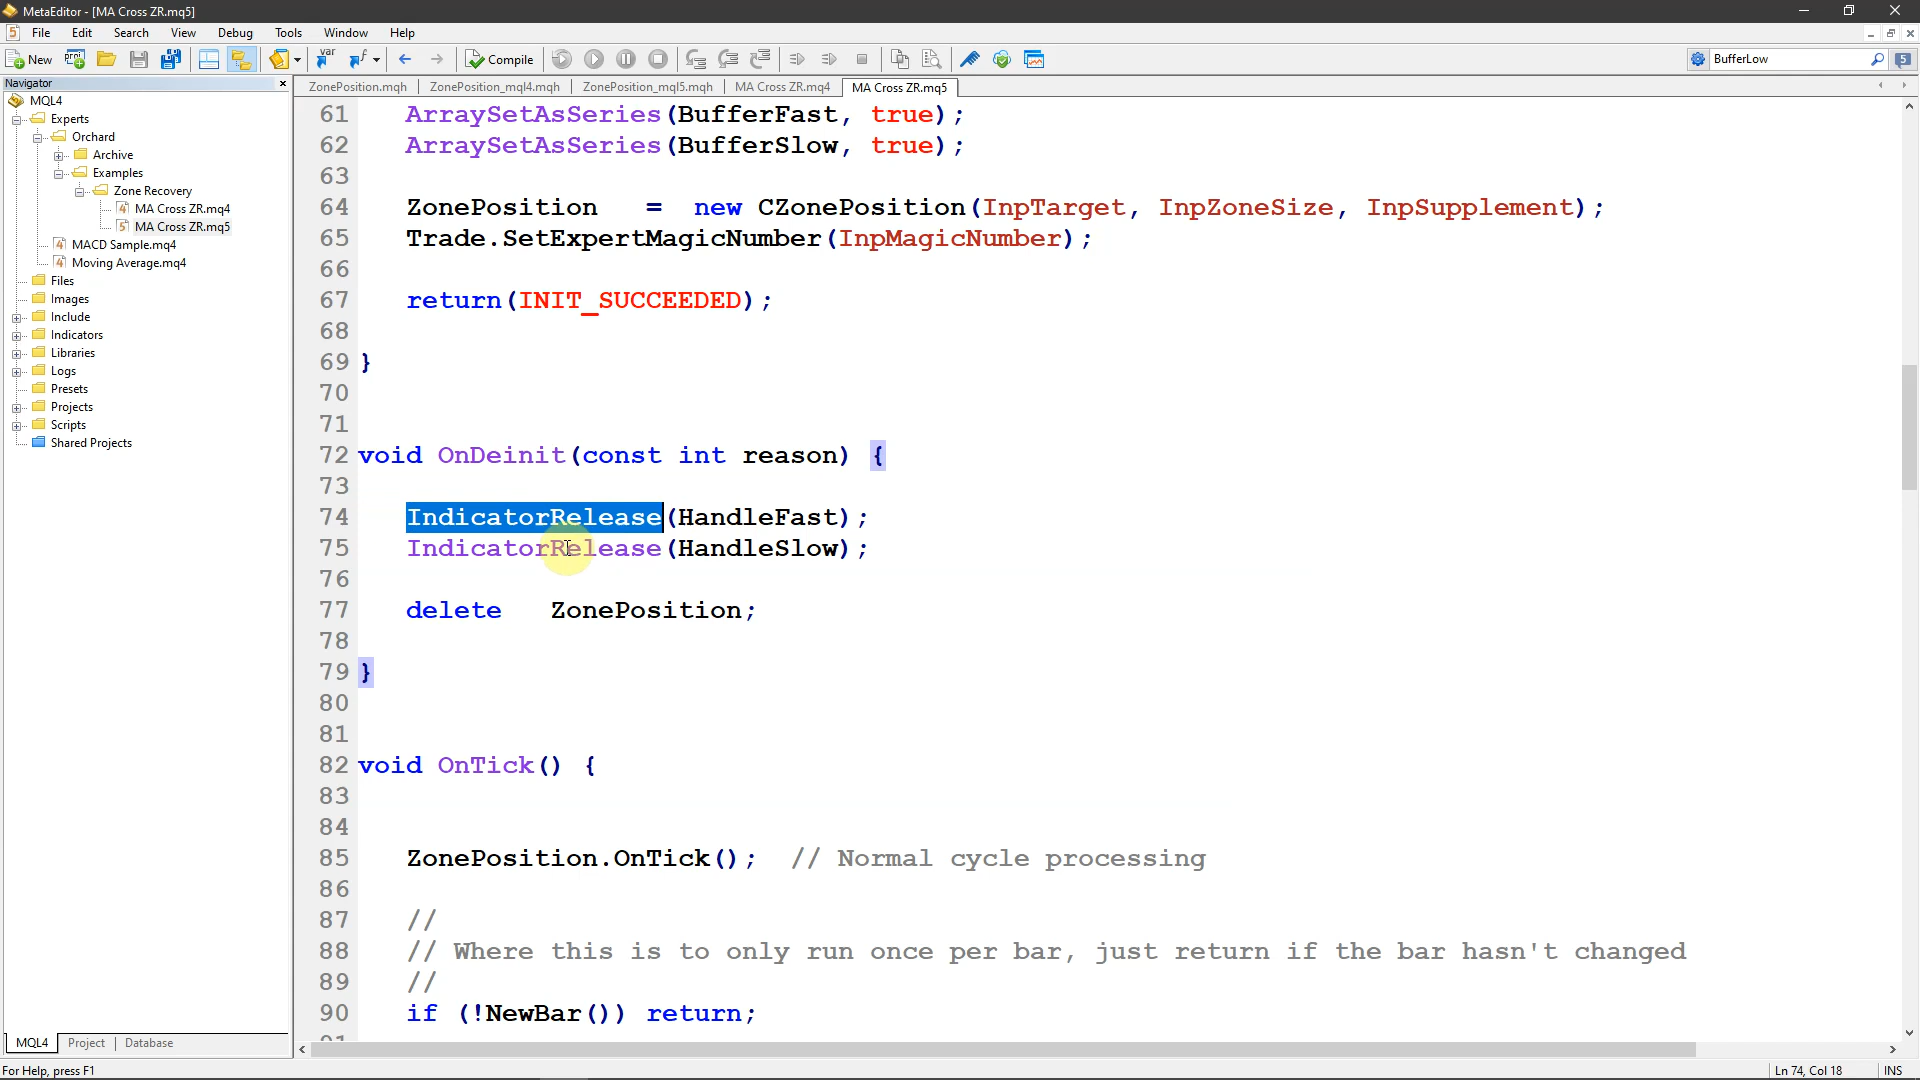 MetaEditor - [MA Cross ZR.mq5]
File Edit Search View Debug Tools Window Help
New Compile BufferLow 5
Navigator
ZonePosition.mqh ZonePosition_mql4.mqh ZonePosition_mql5.mqh MA Cross ZR.mq4 MA Cross ZR.mq5
MQL4
Experts
Orchard
Archive
Examples
Zone Recovery
MA Cross ZR.mq4
MA Cross ZR.mq5
MACD Sample.mq4
Moving Average.mq4
Files
Images
Include
Indicators
Libraries
Logs
Presets
Projects
Scripts
Shared Projects
61 ArraySetAsSeries(BufferFast, true);
62 ArraySetAsSeries(BufferSlow, true);
63
64 ZonePosition = new CZonePosition(InpTarget, InpZoneSize, InpSupplement);
65 Trade.SetExpertMagicNumber(InpMagicNumber);
66
67 return(INIT_SUCCEEDED);
68
69 }
70
71
72 void OnDeinit(const int reason) {
73
74 IndicatorRelease(HandleFast);
75 IndicatorRelease(HandleSlow);
76
77 delete ZonePosition;
78
79 }
80
81
82 void OnTick() {
83
84
85 ZonePosition.OnTick(); // Normal cycle processing
86
87 //
88 // Where this is to only run once per bar, just return if the bar hasn't changed
89 //
90 if (!NewBar()) return;
MQL4 Project Database
For Help, press F1 Ln 74, Col 18 INS